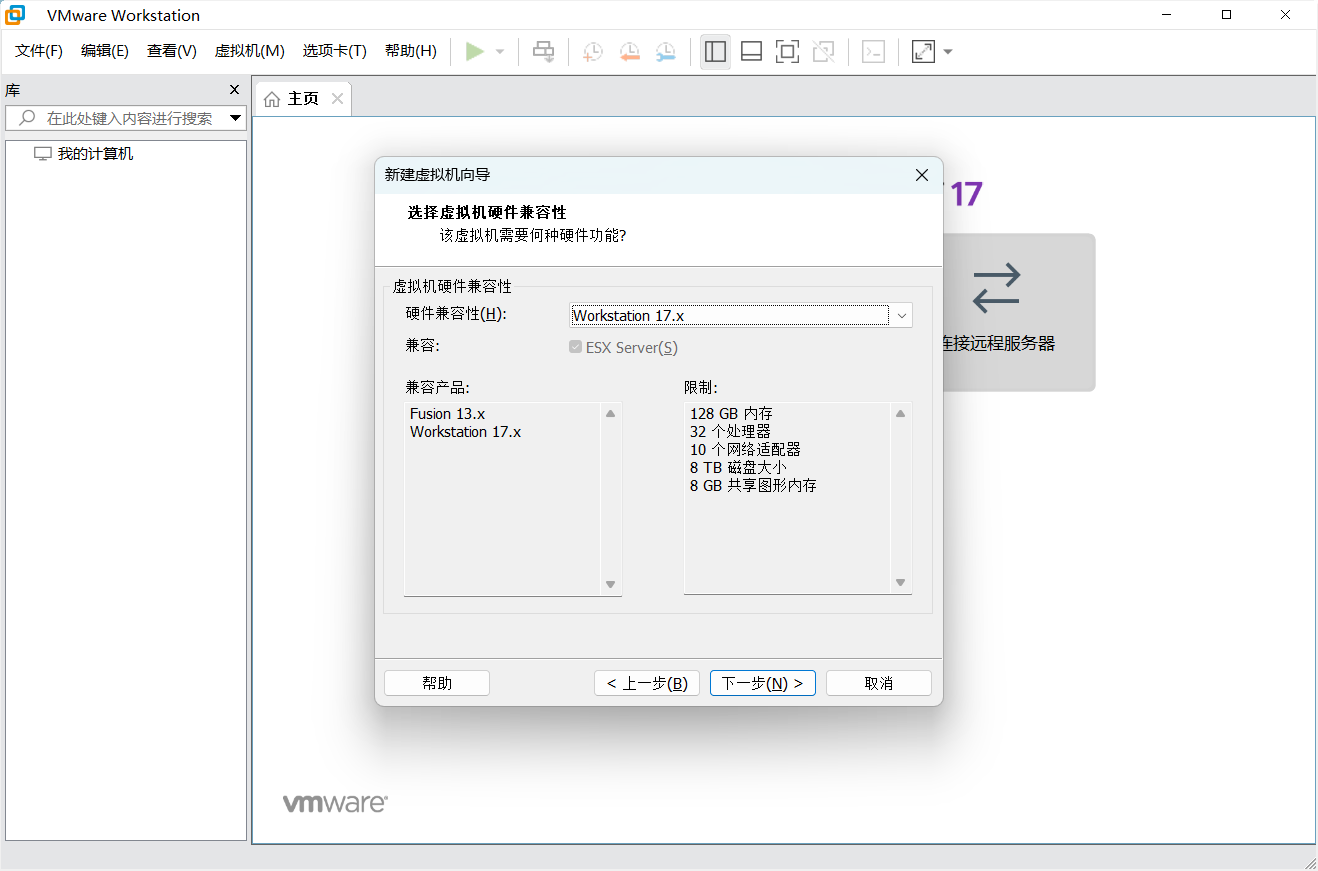 VMware Workstation
文件(F) 编辑(E) 查看(V) 虚拟机(M) 选项卡(T) 帮助(H)
库
在此处键入内容进行搜索
我的计算机
主页
17
连接远程服务器
新建虚拟机向导
选择虚拟机硬件兼容性
该虚拟机需要何种硬件功能?
虚拟机硬件兼容性
硬件兼容性(H):
Workstation 17.x
兼容:
ESX Server(S)
兼容产品:
Fusion 13.x
Workstation 17.x
限制:
128 GB 内存
32 个处理器
10 个网络适配器
8 TB 磁盘大小
8 GB 共享图形内存
帮助
< 上一步(B)
下一步(N) >
取消
vmware